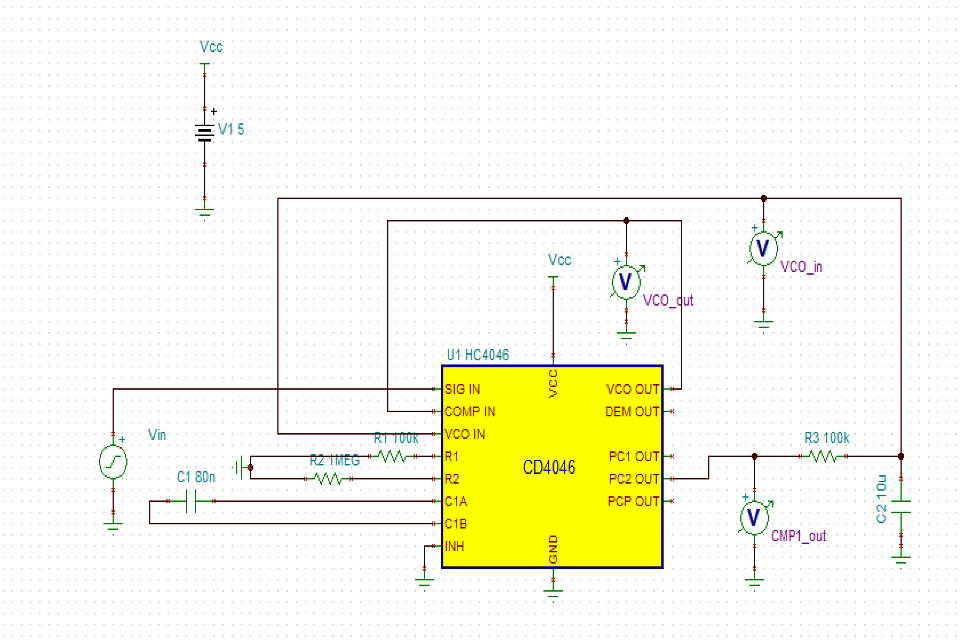 Vcc
+
V1 5
+
V
VCO_in
Vcc
+
V
VCO_out
U1 HC4046
VCC
SIG IN
VCO OUT
COMP IN
DEM OUT
VCO IN
R1 100k
R1
PC1 OUT
R2 1MEG
R2
CD4046
PC2 OUT
R3 100k
Vin
+
C1 80n
C1A
PCP OUT
C1B
INH
GND
+
V
CMP1_out
C2 10u